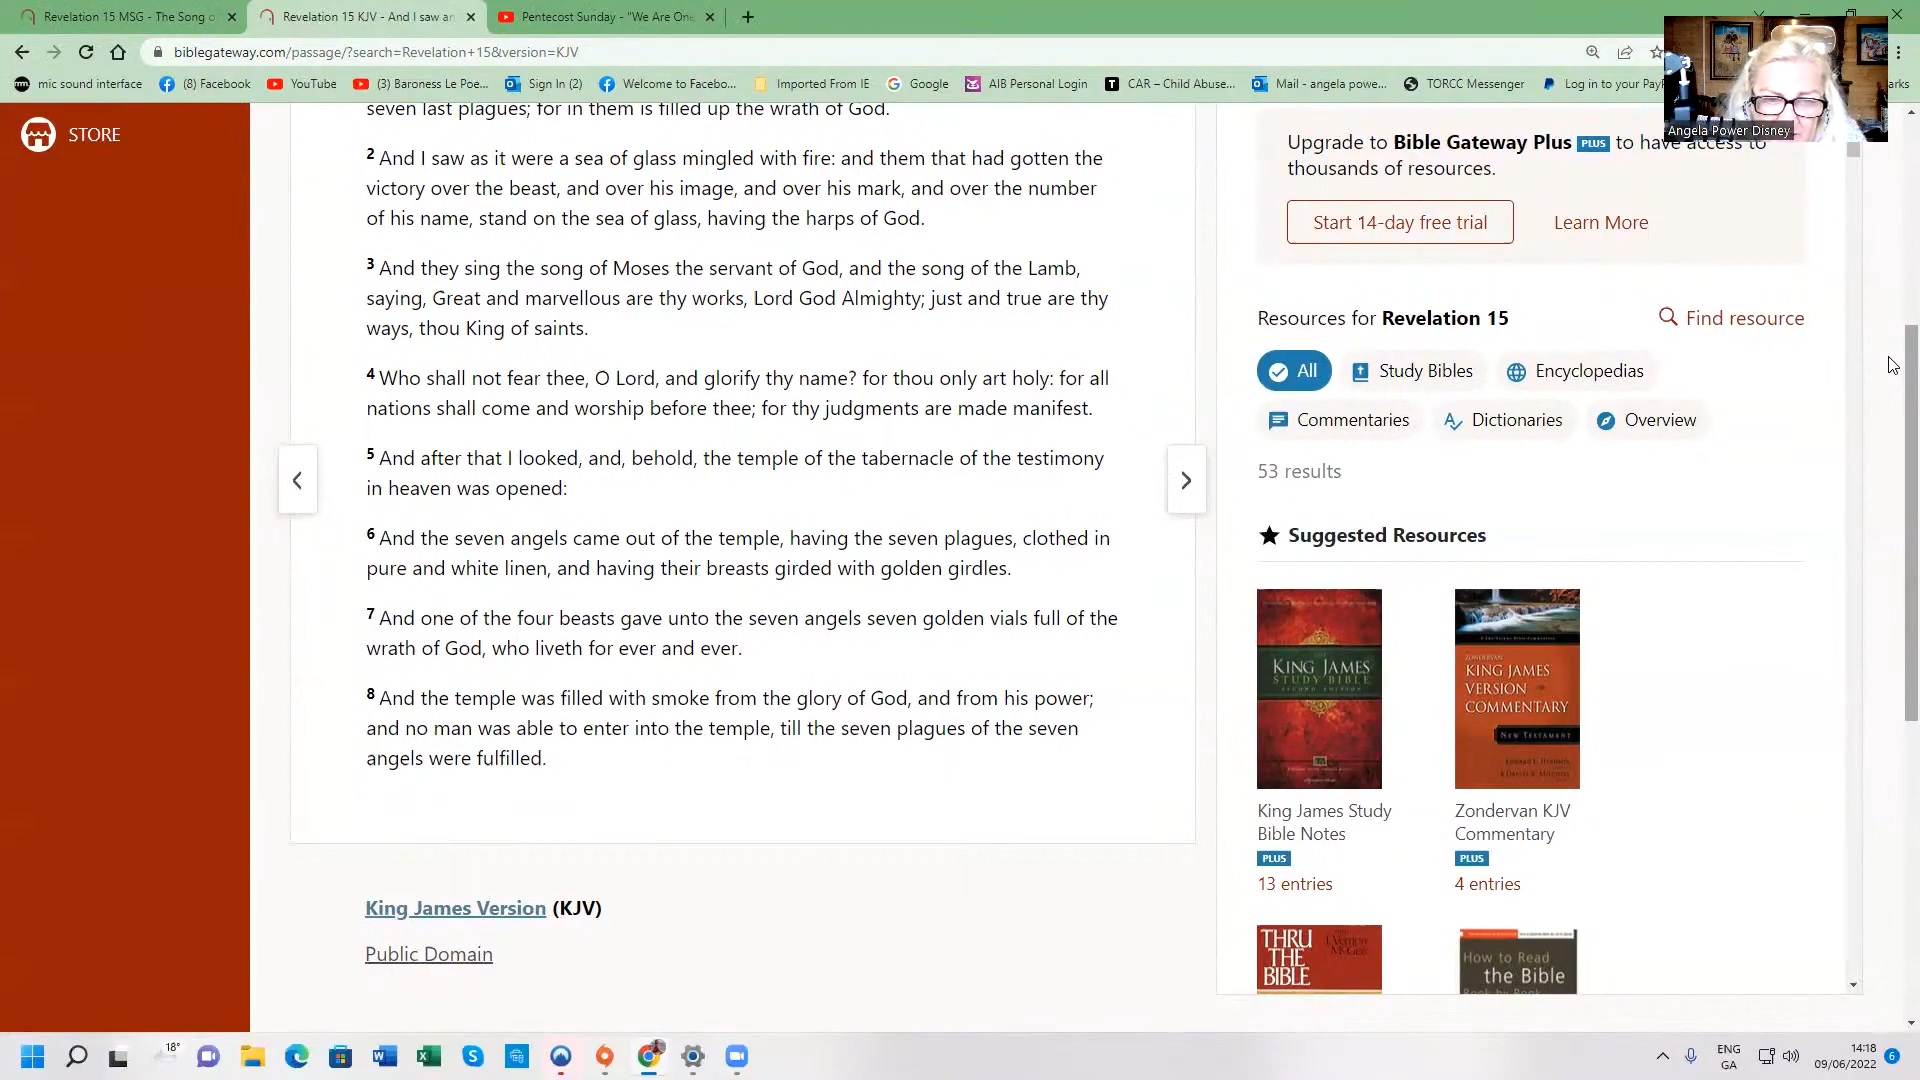 Revelation 15 MSG - The Song o
Revelation 15 KJV - And I saw an
Pentecost Sunday - "We Are One
biblegateway.com/passage/?search=Revelation+15&version=KJV
mic sound interface
(8) Facebook
YouTube
(3) Baroness Le Poe...
Sign In (2)
Welcome to Facebo...
Imported From IE
Google
AIB Personal Login
CAR – Child Abuse...
Mail - angela powe...
TORCC Messenger
Log in to your PayP
arks
Angela Power Disney
STORE
seven last plagues; for in them is filled up the wrath of God.
2 And I saw as it were a sea of glass mingled with fire: and them that had gotten the
victory over the beast, and over his image, and over his mark, and over the number
of his name, stand on the sea of glass, having the harps of God.
3 And they sing the song of Moses the servant of God, and the song of the Lamb,
saying, Great and marvellous are thy works, Lord God Almighty; just and true are thy
ways, thou King of saints.
4 Who shall not fear thee, O Lord, and glorify thy name? for thou only art holy: for all
nations shall come and worship before thee; for thy judgments are made manifest.
5 And after that I looked, and, behold, the temple of the tabernacle of the testimony
in heaven was opened:
6 And the seven angels came out of the temple, having the seven plagues, clothed in
pure and white linen, and having their breasts girded with golden girdles.
7 And one of the four beasts gave unto the seven angels seven golden vials full of the
wrath of God, who liveth for ever and ever.
8 And the temple was filled with smoke from the glory of God, and from his power;
and no man was able to enter into the temple, till the seven plagues of the seven
angels were fulfilled.
King James Version (KJV)
Public Domain
Upgrade to Bible Gateway Plus PLUS to have access to
thousands of resources.
Start 14-day free trial
Learn More
Resources for Revelation 15
Find resource
All
Study Bibles
Encyclopedias
Commentaries
Dictionaries
Overview
53 results
Suggested Resources
KING JAMES
STUDY BIBLE
SECOND EDITION
ZONDERVAN
KING JAMES
VERSION
COMMENTARY
NEW TESTAMENT
King James Study
Bible Notes
PLUS
13 entries
Zondervan KJV
Commentary
PLUS
4 entries
THRU
THE
BIBLE
J. Vernon
McGee
How to Read
the Bible
Book by Book
18°
ENG
GA
14:18
09/06/2022
6